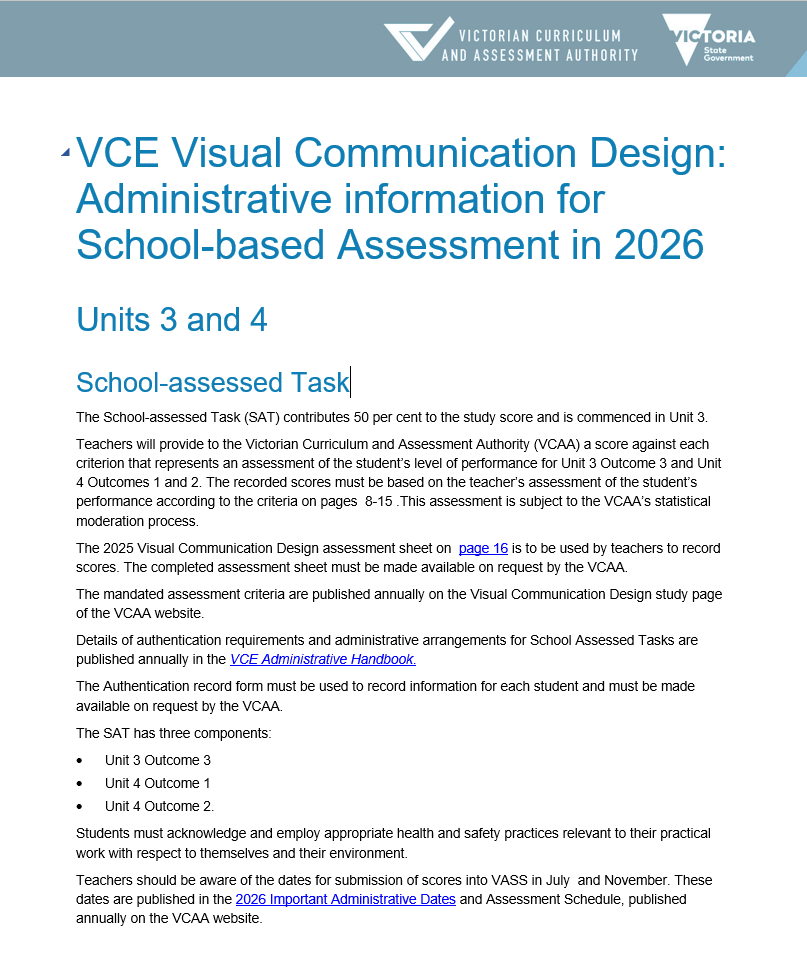 VICTORIAN CURRICULUM
AND ASSESSMENT AUTHORITY
VICTORIA
State
Government
VCE Visual Communication Design:
Administrative information for
School-based Assessment in 2026
Units 3 and 4
School-assessed Task
The School-assessed Task (SAT) contributes 50 per cent to the study score and is commenced in Unit 3.
Teachers will provide to the Victorian Curriculum and Assessment Authority (VCAA) a score against each
criterion that represents an assessment of the student’s level of performance for Unit 3 Outcome 3 and Unit
4 Outcomes 1 and 2. The recorded scores must be based on the teacher’s assessment of the student’s
performance according to the criteria on pages  8-15 .This assessment is subject to the VCAA’s statistical
moderation process.
The 2025 Visual Communication Design assessment sheet on  page 16 is to be used by teachers to record
scores. The completed assessment sheet must be made available on request by the VCAA.
The mandated assessment criteria are published annually on the Visual Communication Design study page
of the VCAA website.
Details of authentication requirements and administrative arrangements for School Assessed Tasks are
published annually in the VCE Administrative Handbook.
The Authentication record form must be used to record information for each student and must be made
available on request by the VCAA.
The SAT has three components:
• Unit 3 Outcome 3
• Unit 4 Outcome 1
• Unit 4 Outcome 2.
Students must acknowledge and employ appropriate health and safety practices relevant to their practical
work with respect to themselves and their environment.
Teachers should be aware of the dates for submission of scores into VASS in July  and November. These
dates are published in the 2026 Important Administrative Dates and Assessment Schedule, published
annually on the VCAA website.